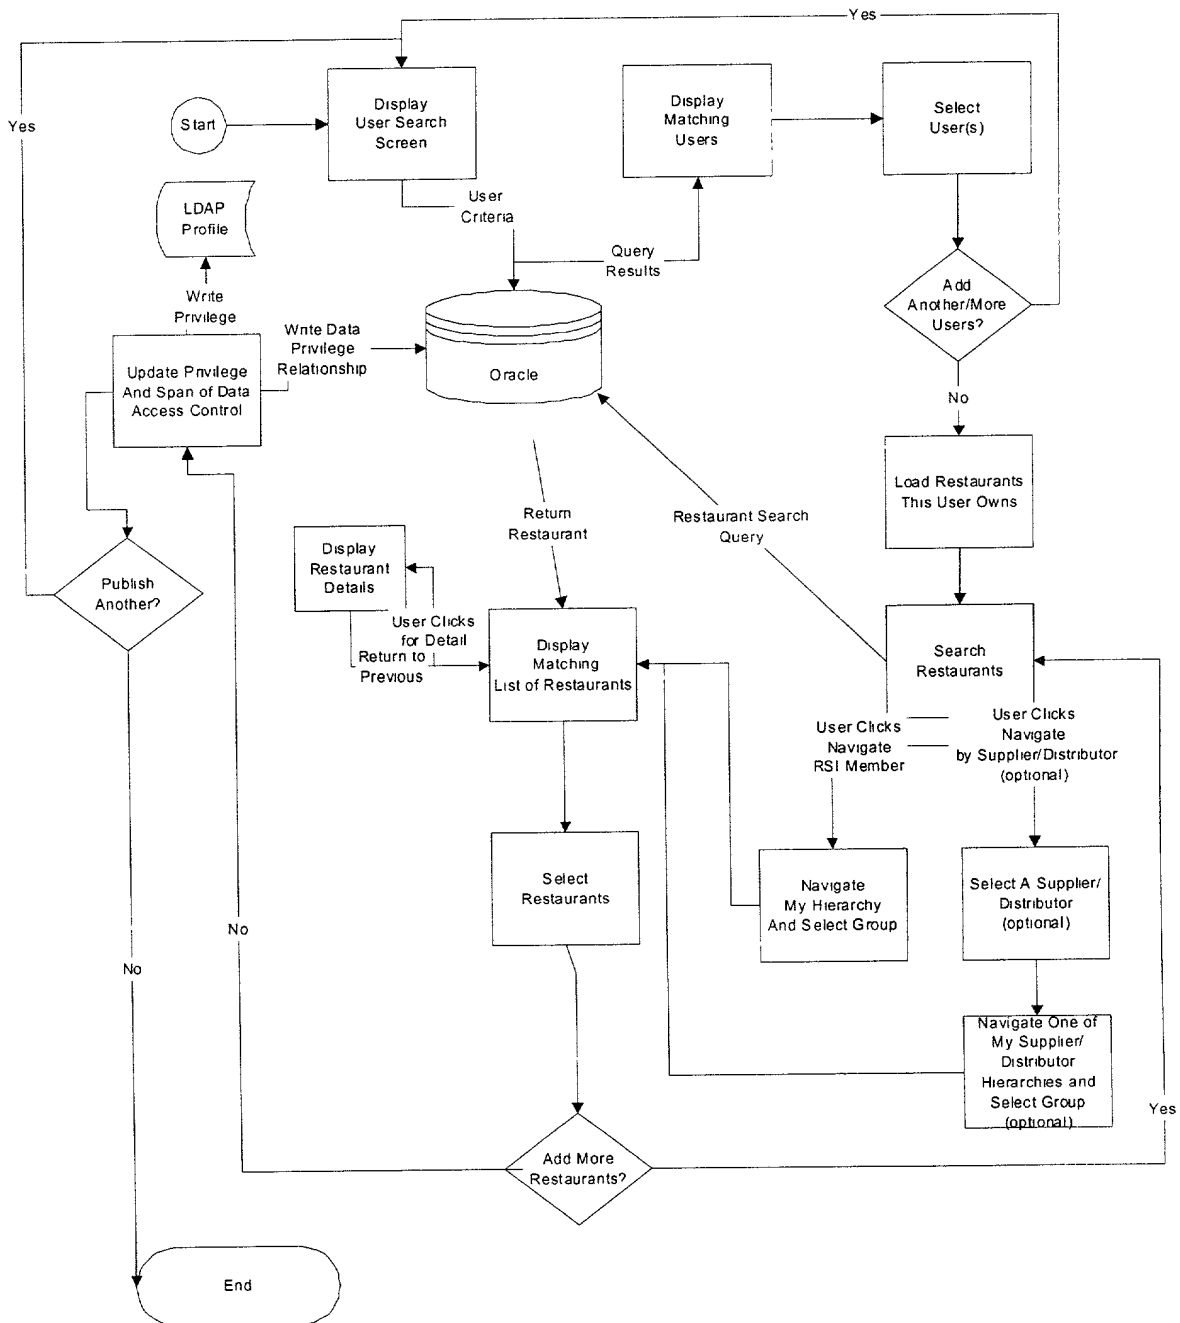 Yes
Yes
Start
Display
User Search
Screen
Display
Matching
Users
Select
User(s)
LDAP
Profile
User
Criteria
Query
Results
Add
Another/More
Users?
Write
Privilege
Write Data
Privilege
Relationship
Oracle
Update Privilege
And Span of Data
Access Control
No
Load Restaurants
This User Owns
Return
Restaurant
Restaurant Search
Query
Display
Restaurant
Details
Publish
Another?
User Clicks
for Detail
Return to
Previous
Display
Matching
List of Restaurants
Search
Restaurants
User Clicks
Navigate
RSI Member
User Clicks
Navigate
by Supplier/Distributor
(optional)
Select
Restaurants
Navigate
My Hierarchy
And Select Group
Select A Supplier/
Distributor
(optional)
No
No
Navigate One of
My Supplier/
Distributor
Hierarchies and
Select Group
(optional)
Yes
Add More
Restaurants?
End